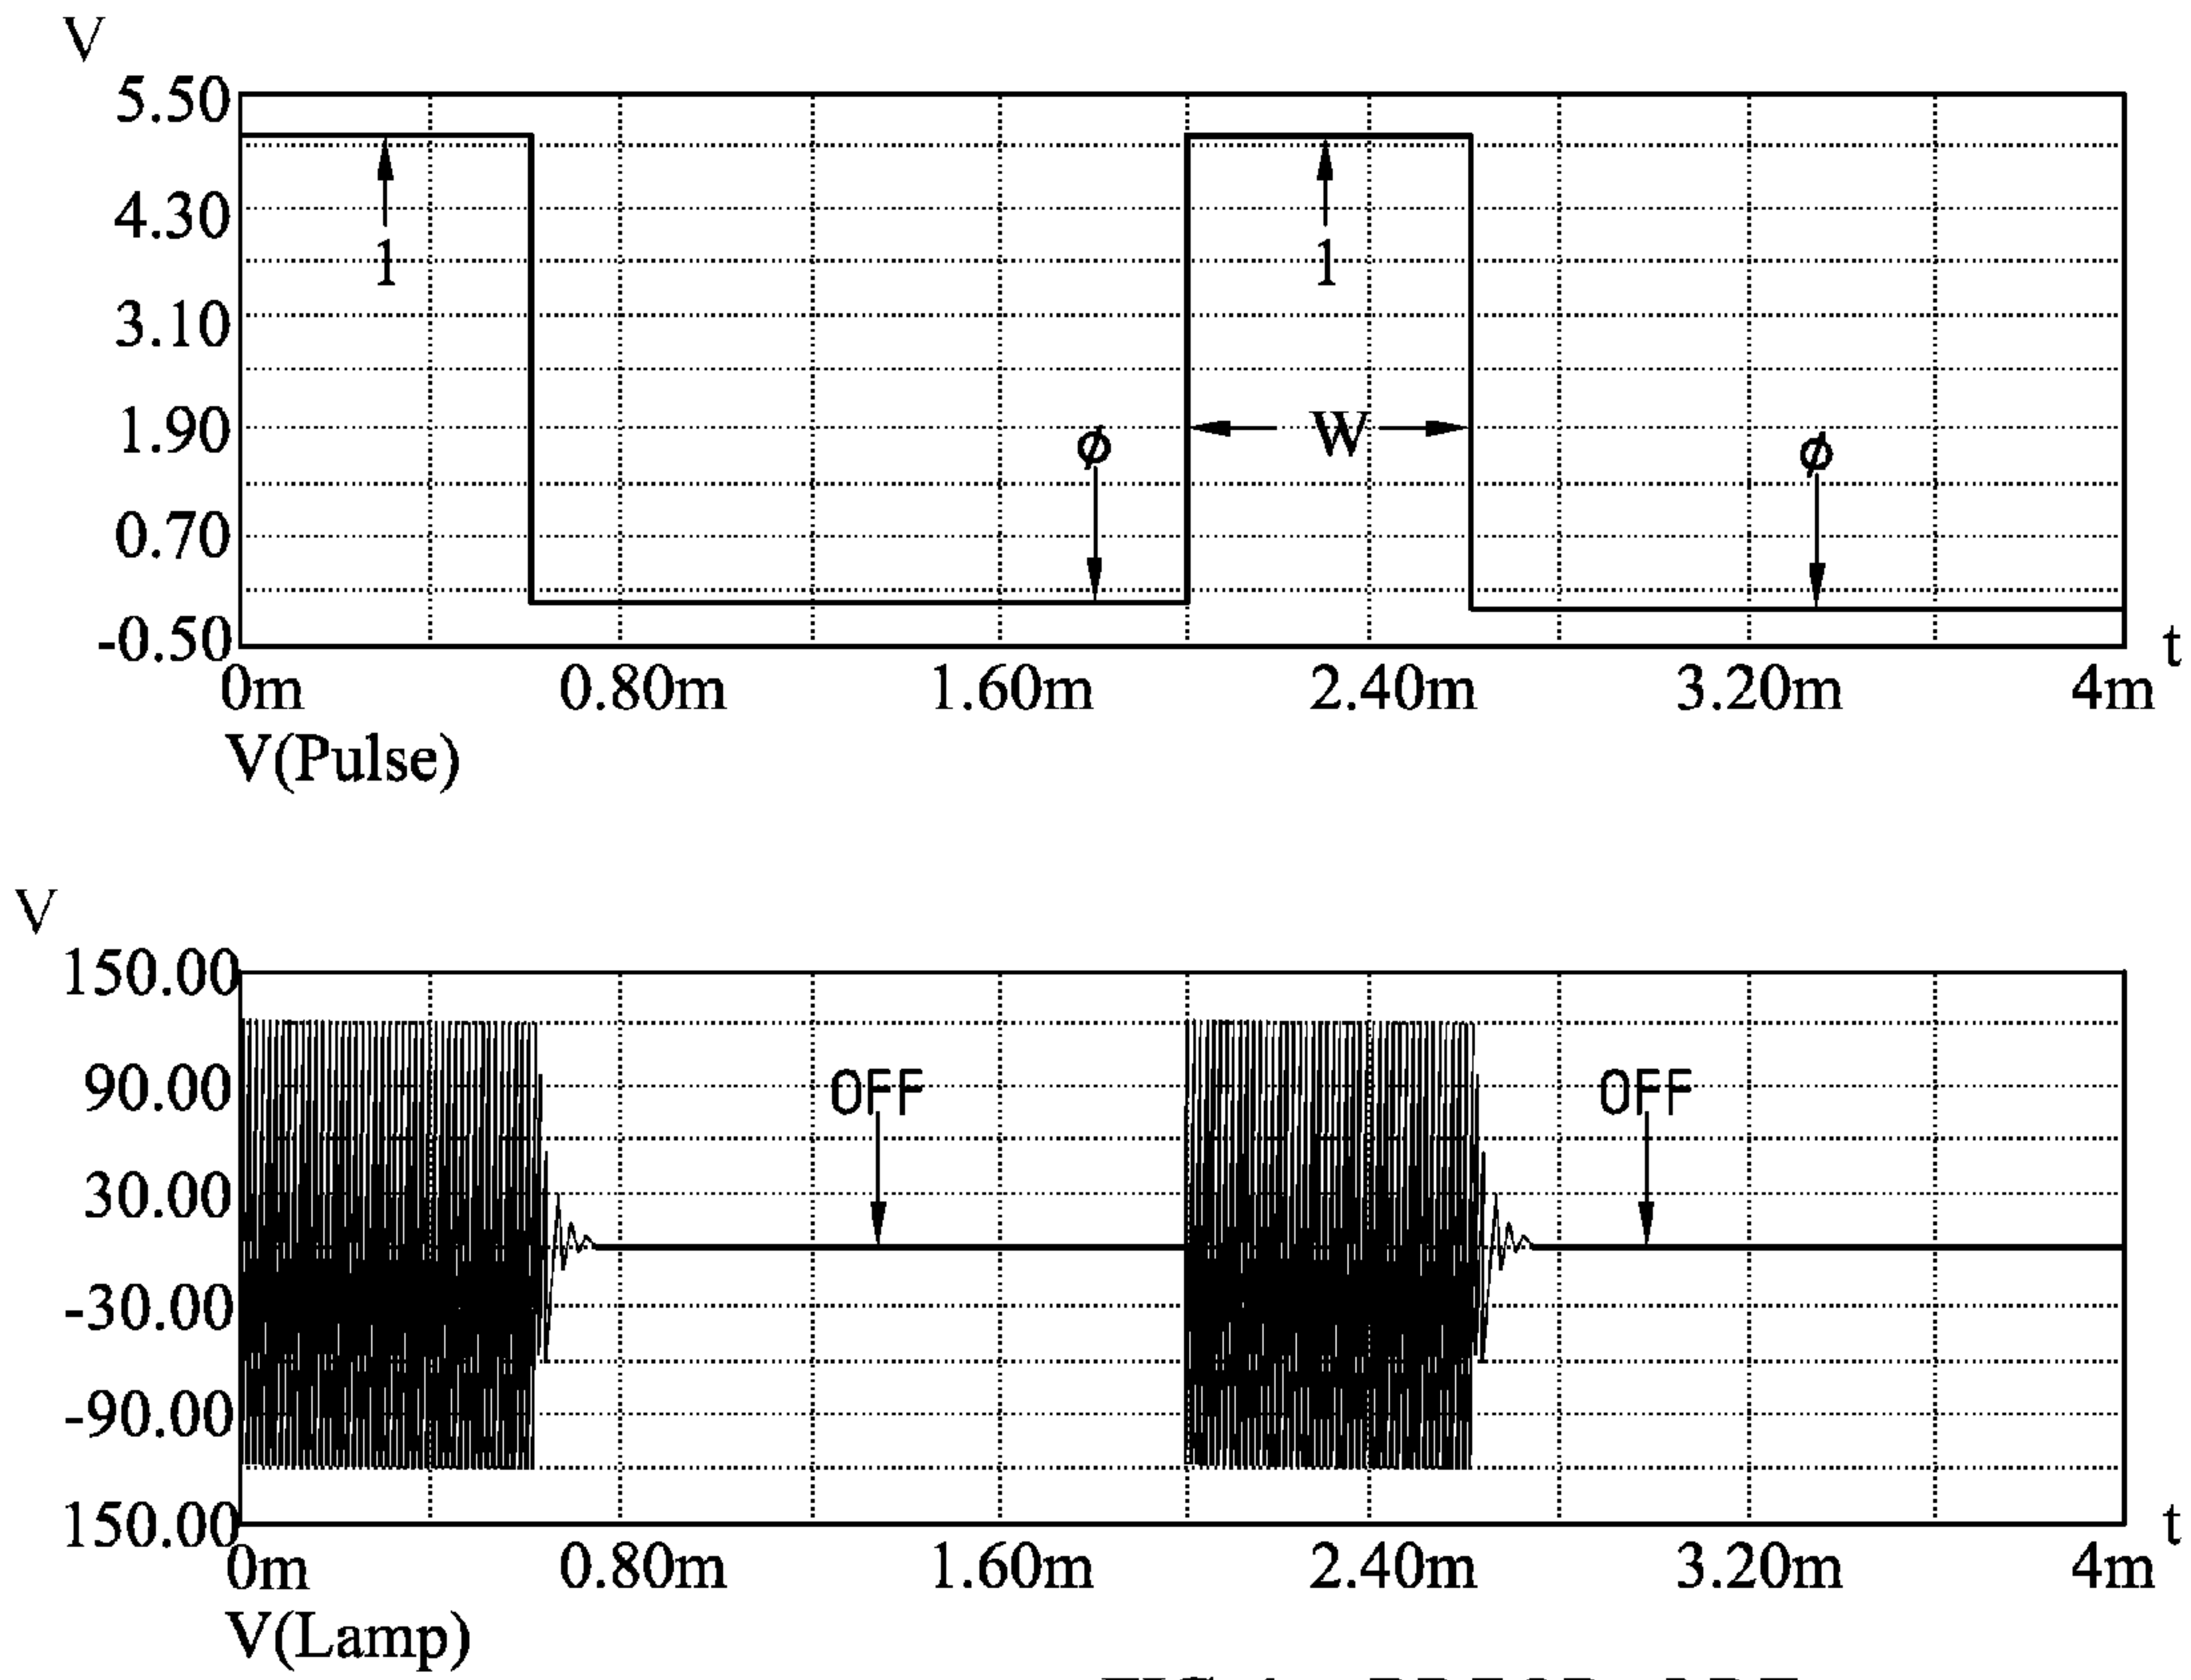 V
5.50
4.30
3.10
1.90
0.70
-0.50
1
1
W
ϕ
ϕ
t
0m 0.80m 1.60m 2.40m 3.20m 4m
V(Pulse)
V
150.00
90.00
30.00
-30.00
-90.00
150.00
OFF
OFF
t
0m 0.80m 1.60m 2.40m 3.20m 4m
V(Lamp)